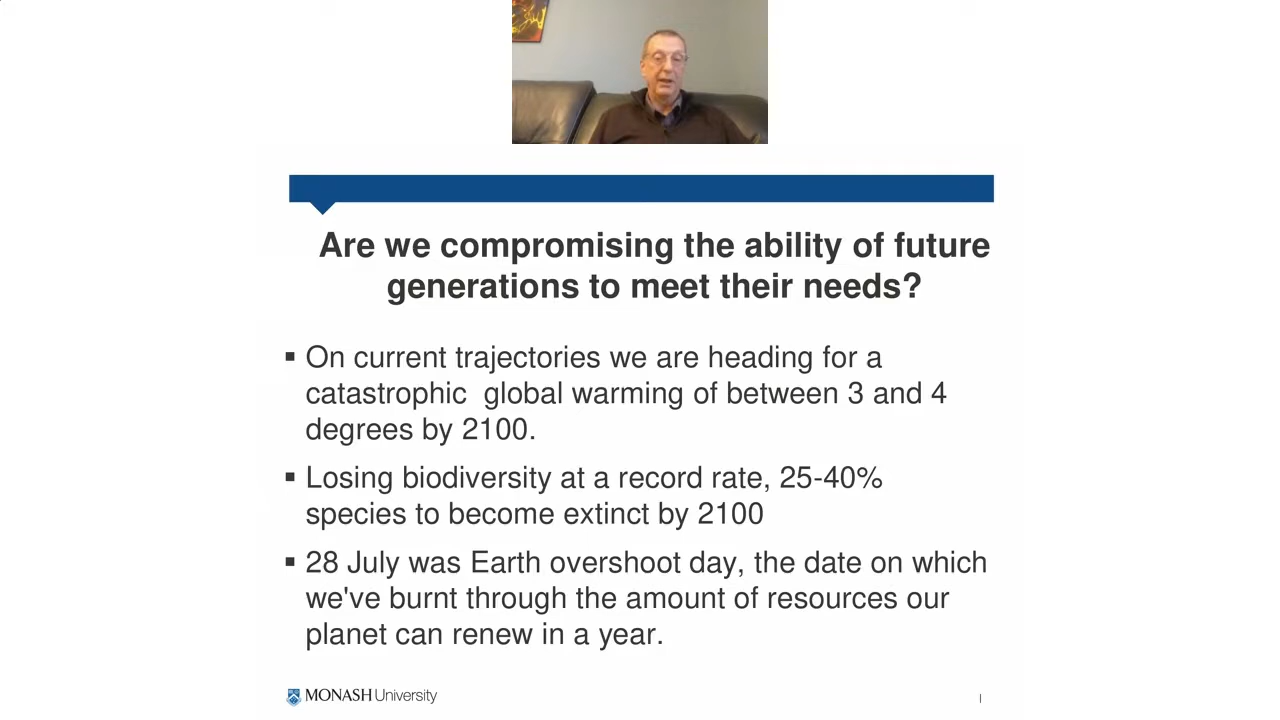 Are we compromising the ability of future
generations to meet their needs?
▪ On current trajectories we are heading for a
catastrophic  global warming of between 3 and 4
degrees by 2100.
▪ Losing biodiversity at a record rate, 25-40%
species to become extinct by 2100
▪ 28 July was Earth overshoot day, the date on which
we've burnt through the amount of resources our
planet can renew in a year.
MONASH University